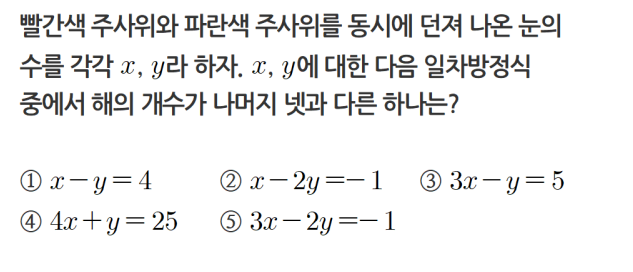 빨간색 주사위와 파란색 주사위를 동시에 던져 나온 눈의
수를 각각 x, y라 하자. x, y에 대한 다음 일차방정식
중에서 해의 개수가 나머지 넷과 다른 하나는?
① x-y=4 ② x-2y=-1 ③ 3x-y=5
④ 4x+y=25 ⑤ 3x-2y=-1